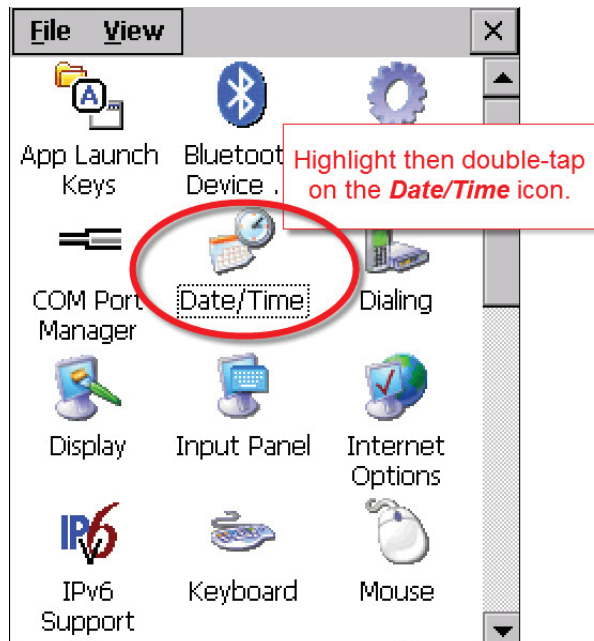 File View
App Launch Keys
Bluetoot
Device .
Highlight then double-tap
on the Date/Time icon.
COM Port
Manager
Date/Time
Dialing
Display
Input Panel
Internet
Options
IPv6
IPv6
Support
Keyboard
Mouse